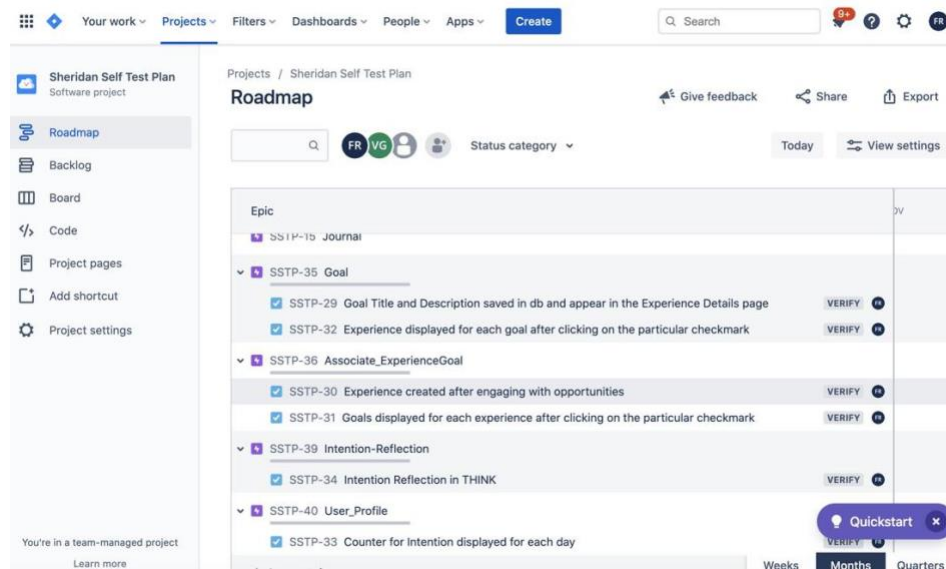 Your work Projects Filters Dashboards People Apps Create Search 9+ FR
Sheridan Self Test Plan
Software project
Roadmap
Backlog
Board
Code
Project pages
Add shortcut
Project settings
You're in a team-managed project
Learn more
Projects / Sheridan Self Test Plan
Roadmap
Give feedback Share Export
FR VG Status category Today View settings
Epic
SSTP-15 Journal
SSTP-35 Goal
SSTP-29 Goal Title and Description saved in db and appear in the Experience Details page VERIFY FR
SSTP-32 Experience displayed for each goal after clicking on the particular checkmark VERIFY FR
SSTP-36 Associate_ExperienceGoal
SSTP-30 Experience created after engaging with opportunities VERIFY FR
SSTP-31 Goals displayed for each experience after clicking on the particular checkmark VERIFY FR
SSTP-39 Intention-Reflection
SSTP-34 Intention Reflection in THINK VERIFY FR
SSTP-40 User_Profile
Quickstart
SSTP-33 Counter for Intention displayed for each day VERIFY
Weeks Months Quarters